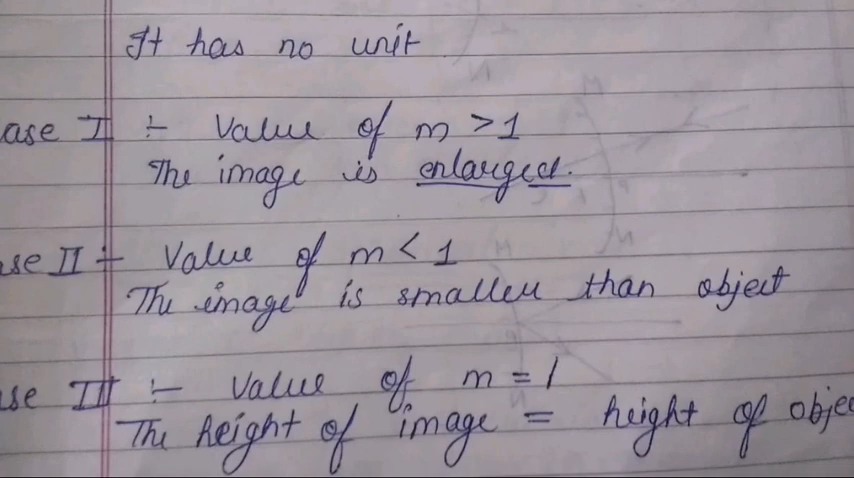 It has no unit
ase I :- Value of m > 1
The image is enlarged.
se II :- Value of m < 1
The image is smaller than object
se III :- Value of m = 1
The height of image = height of objec